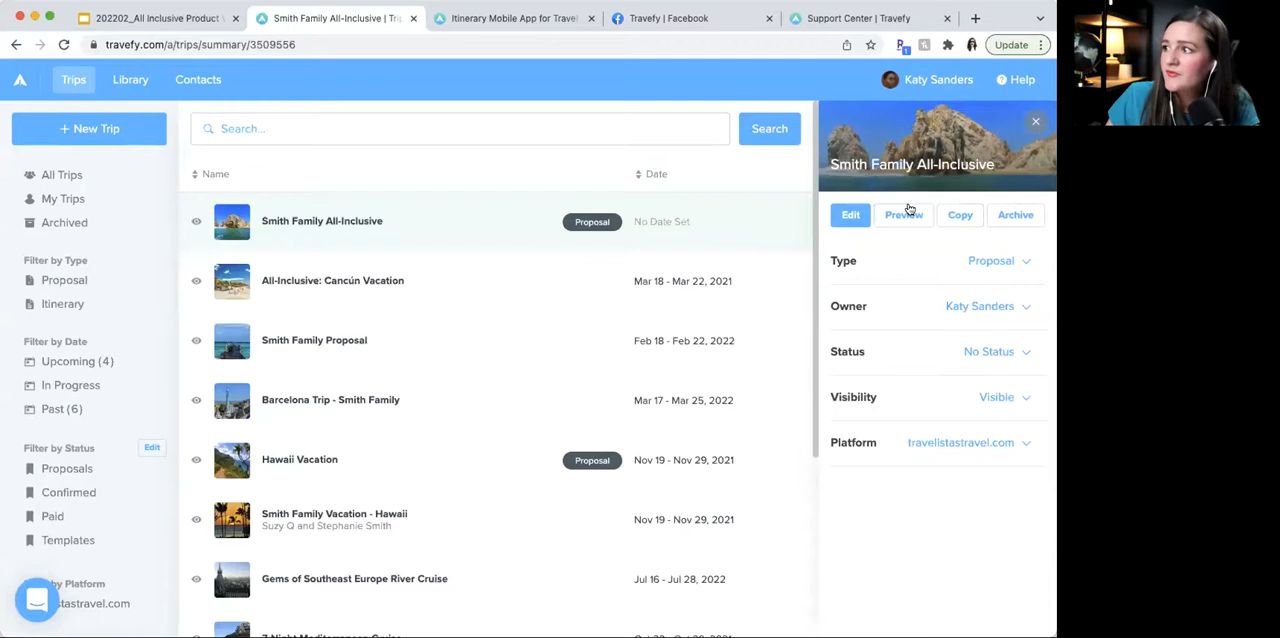 202202_All Inclusive Product
Smith Family All-Inclusive | Tri
Itinerary Mobile App for Travel
Travefy | Facebook
Support Center | Travefy
travefy.com/a/trips/summary/3509556
Update
Trips
Library
Contacts
Katy Sanders
Help
+ New Trip
All Trips
My Trips
Archived
Filter by Type
Proposal
Itinerary
Filter by Date
Upcoming (4)
In Progress
Past (6)
Filter by Status
Edit
Proposals
Confirmed
Paid
Templates
by Platform
stastravel.com
Search...
Search
Name
Date
Smith Family All-Inclusive
Proposal
No Date Set
All-Inclusive: Cancún Vacation
Mar 18 - Mar 22, 2021
Smith Family Proposal
Feb 18 - Feb 22, 2022
Barcelona Trip - Smith Family
Mar 17 - Mar 25, 2022
Hawaii Vacation
Proposal
Nov 19 - Nov 29, 2021
Smith Family Vacation - Hawaii
Suzy Q and Stephanie Smith
Nov 19 - Nov 29, 2021
Gems of Southeast Europe River Cruise
Jul 16 - Jul 28, 2022
7-Night Mediterranean Cruise
Smith Family All-Inclusive
Edit
Preview
Copy
Archive
Type
Proposal
Owner
Katy Sanders
Status
No Status
Visibility
Visible
Platform
travelistastravel.com